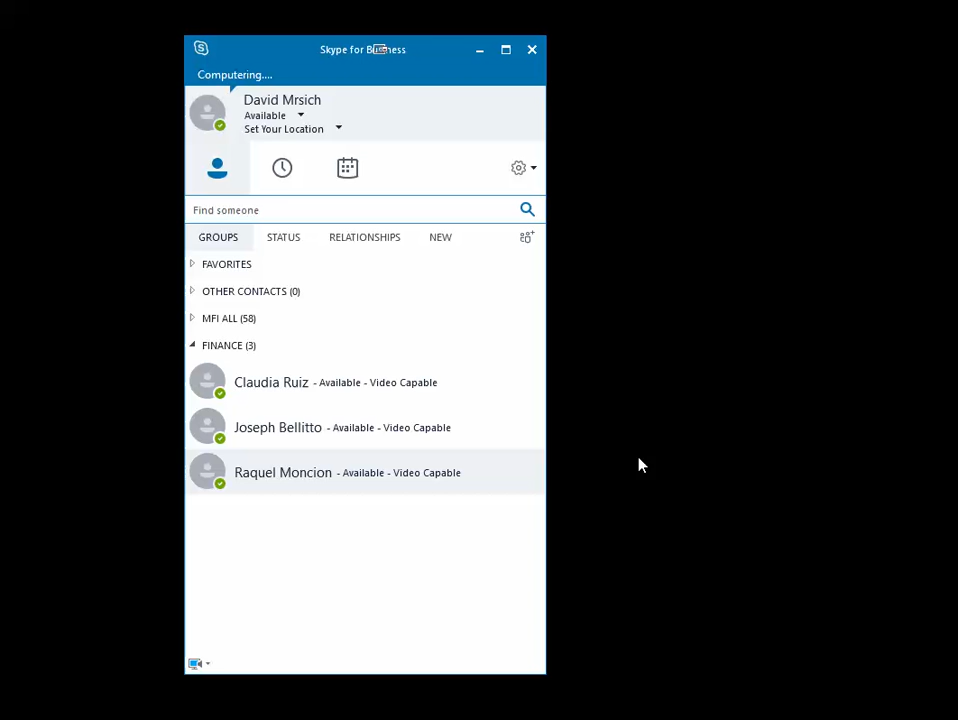 Skype for Business
Computering....
David Mrsich
Available
Set Your Location
Find someone
GROUPS STATUS RELATIONSHIPS NEW
FAVORITES
OTHER CONTACTS (0)
MFI ALL (58)
FINANCE (3)
Claudia Ruiz - Available - Video Capable
Joseph Bellitto - Available - Video Capable
Raquel Moncion - Available - Video Capable